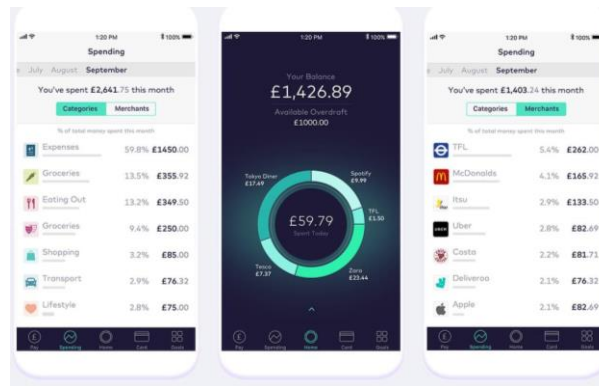 1:20 PM
100%
Spending
July August September
You've spent £2,641.75 this month
Categories Merchants
% of total money spent this month
Expenses 59.8% £1450.00
Groceries 13.5% £355.92
Eating Out 13.2% £349.50
Groceries 9.4% £250.00
Shopping 3.2% £85.00
Transport 2.9% £76.32
Lifestyle 2.8% £75.00
Pay Spending Home Card Goals
1:20 PM
100%
Your Balance
£1,426.89
Available Overdraft
£1000.00
Tokyo Diner
£17.49
Spotify
£9.99
TFL
£1.50
£59.79
Spent Today
Tesco
£7.37
Zara
£23.44
Pay Spending Home Card Goals
1:20 PM
100%
Spending
July August September
You've spent £1,403.24 this month
Categories Merchants
% of total money spent this month
TFL 5.4% £262.00
McDonalds 4.1% £165.92
Itsu 2.9% £133.50
UBER
Uber 2.8% £82.69
Costa 2.2% £81.71
Deliveroo 2.1% £76.32
Apple 2.1% £82.69
Pay Spending Home Card Goals